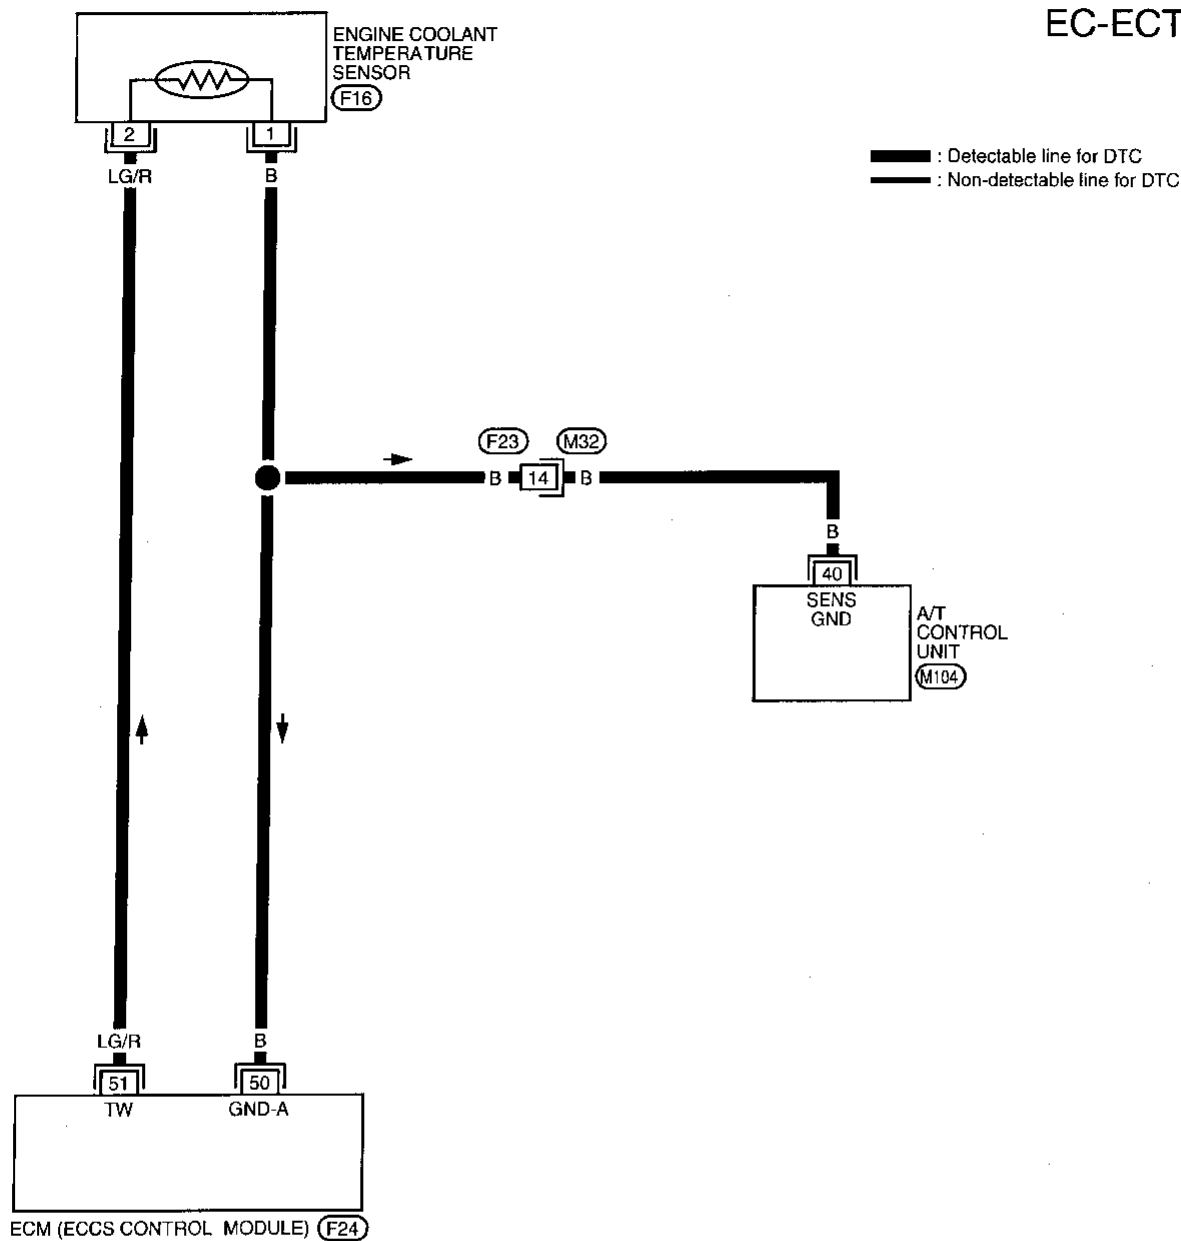 EC-ECT
ENGINE COOLANT
TEMPERATURE
SENSOR
F16
2
1
LG/R
B
: Detectable line for DTC
: Non-detectable line for DTC
F23
M32
B
14
B
B
40
SENS
GND
A/T
CONTROL
UNIT
M104
LG/R
B
51
50
TW
GND-A
ECM (ECCS CONTROL MODULE) F24